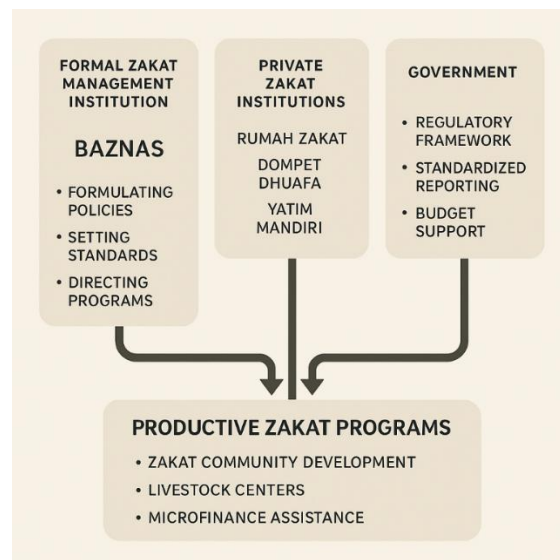 FORMAL ZAKAT
MANAGEMENT
INSTITUTION
BAZNAS
• FORMULATING
POLICIES
• SETTING
STANDARDS
• DIRECTING
PROGRAMS
PRIVATE
ZAKAT
INSTITUTIONS
RUMAH ZAKAT
DOMPET
DHUAFA
YATIM
MANDIRI
GOVERNMENT
• REGULATORY
FRAMEWORK
• STANDARDIZED
REPORTING
• BUDGET
SUPPORT
PRODUCTIVE ZAKAT PROGRAMS
• ZAKAT COMMUNITY DEVELOPMENT
• LIVESTOCK CENTERS
• MICROFINANCE ASSISTANCE